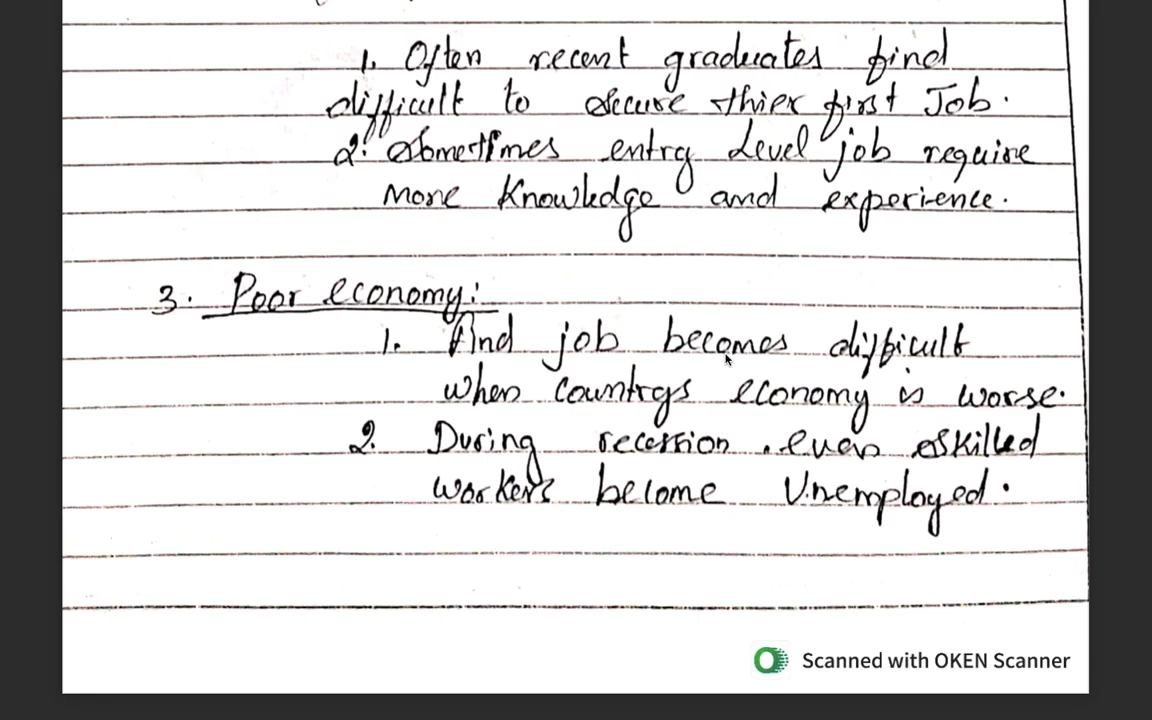 1. Often recent graduates find
difficult to secure thier first Job.
2. Sometimes entry Level job require
more Knowledge and experience.
3. Poor economy:
1. Find job becomes difficult
when countrys economy is worse.
2. During recession. even skilled
workers become Unemployed.
Scanned with OKEN Scanner